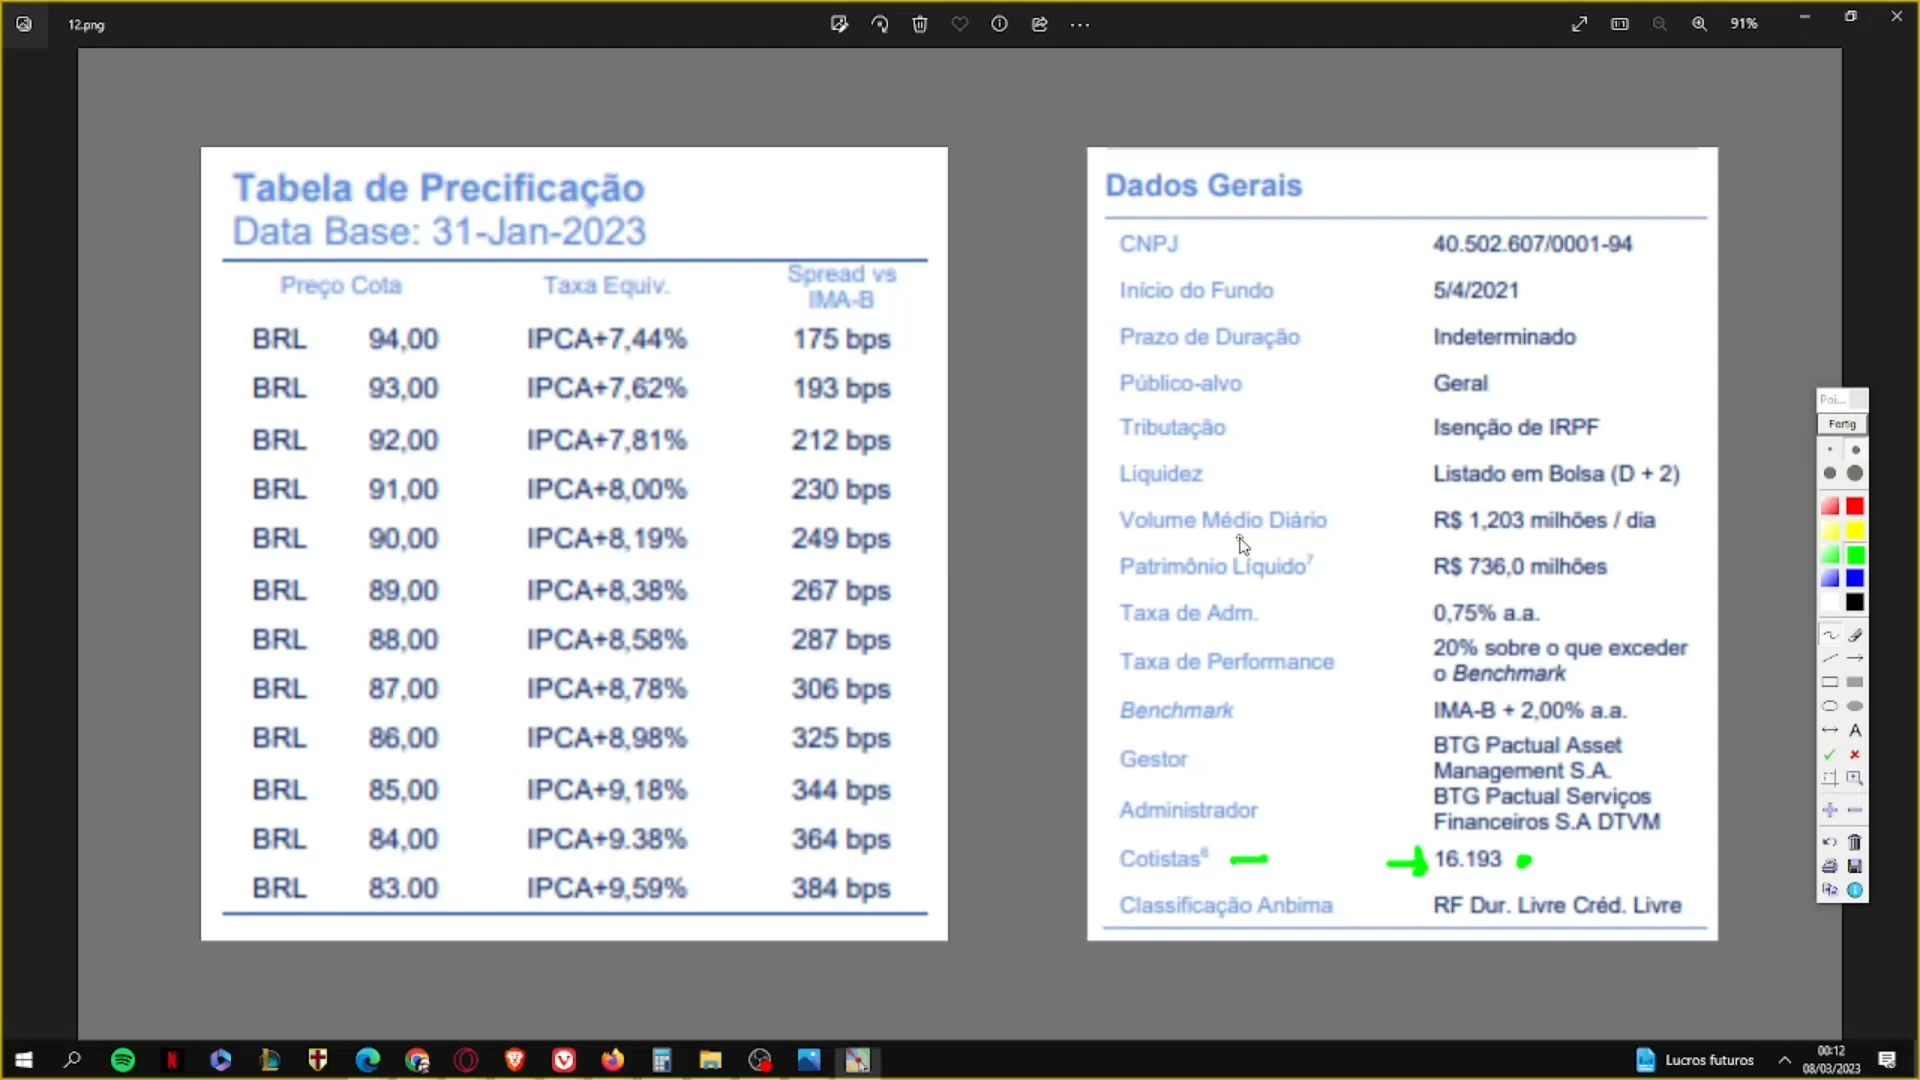 12.png
91%
Tabela de Precificação
Data Base: 31-Jan-2023
Preço Cota Taxa Equiv. Spread vs IMA-B
BRL 94,00 IPCA+7,44% 175 bps
BRL 93,00 IPCA+7,62% 193 bps
BRL 92,00 IPCA+7,81% 212 bps
BRL 91,00 IPCA+8,00% 230 bps
BRL 90,00 IPCA+8,19% 249 bps
BRL 89,00 IPCA+8,38% 267 bps
BRL 88,00 IPCA+8,58% 287 bps
BRL 87,00 IPCA+8,78% 306 bps
BRL 86,00 IPCA+8,98% 325 bps
BRL 85,00 IPCA+9,18% 344 bps
BRL 84,00 IPCA+9.38% 364 bps
BRL 83.00 IPCA+9,59% 384 bps
Dados Gerais
CNPJ 40.502.607/0001-94
Início do Fundo 5/4/2021
Prazo de Duração Indeterminado
Público-alvo Geral
Tributação Isenção de IRPF
Liquidez Listado em Bolsa (D + 2)
Volume Médio Diário R$ 1,203 milhões / dia
Patrimônio Líquido7 R$ 736,0 milhões
Taxa de Adm. 0,75% a.a.
Taxa de Performance 20% sobre o que exceder
o Benchmark
Benchmark IMA-B + 2,00% a.a.
Gestor BTG Pactual Asset
Management S.A.
Administrador BTG Pactual Serviços
Financeiros S.A DTVM
Cotistas6 16.193
Classificação Anbima RF Dur. Livre Créd. Livre
Poi...
Fertig
A
Lucros futuros
00:12
08/03/2023